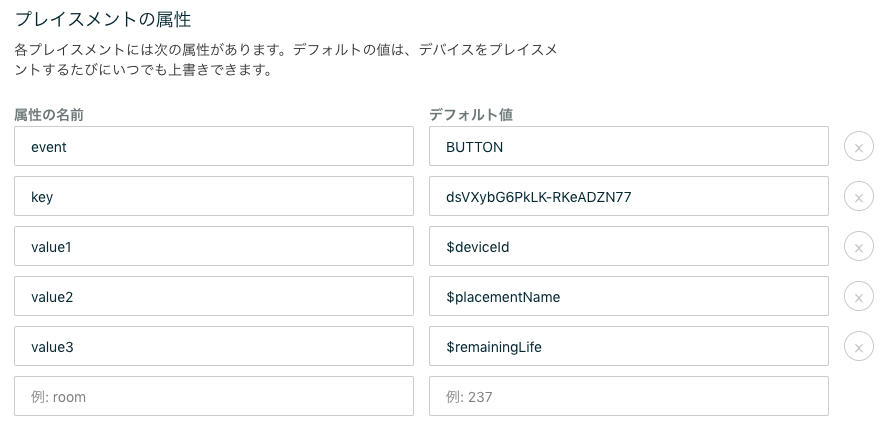 プレイスメントの属性
各プレイスメントには次の属性があります。デフォルトの値は、デバイスをプレイスメ
ントするたびにいつでも上書きできます。
属性の名前 デフォルト値
event BUTTON x
key dsVXybG6PkLK-RKeADZN77 x
value1 $deviceId x
value2 $placementName x
value3 $remainingLife x
例: room 例: 237